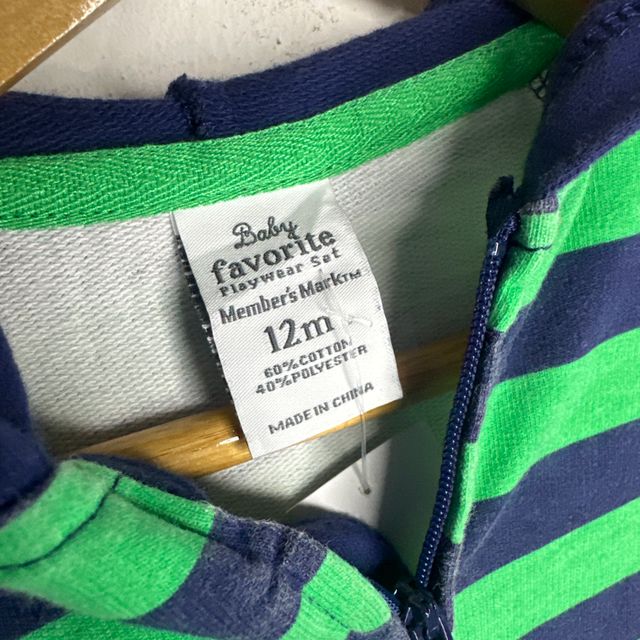 Baby
favorite
Playwear Set
Member's Mark™
12m
60% COTTON
40% POLYESTER
MADE IN CHINA